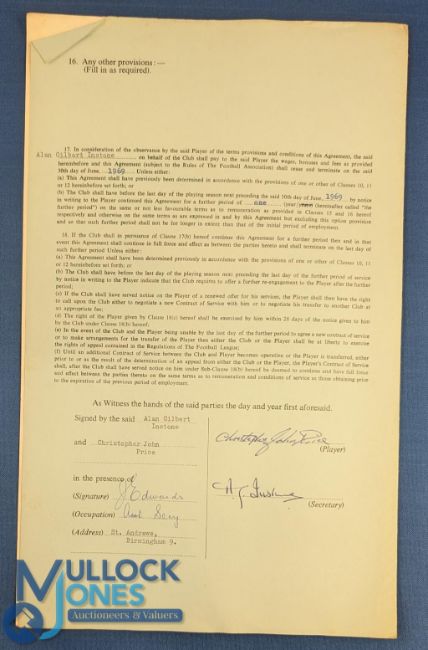 16. Any other provisions :—
(Fill in as required).
17. In consideration of the observance by the said Player of the terms provisions and conditions of this Agreement, the said
Alan Gilbert Instone on behalf of the Club shall pay to the said Player the wages, bonuses and fees as provided
hereinbefore and this Agreement (subject to the Rules of The Football Association) shall cease and terminate on the said
30th day of June, 1969 Unless either:
(a) This Agreement shall have previously been determined in accordance with the provisions of one or other of Clauses 10, 11
or 12 hereinbefore set forth; or
(b) The Club shall have before the last day of the playing season next preceding the said 30th day of June, 1969 by notice
in writing to the Player continued this Agreement for a further period of one (year) (hereinafter called "the
further period") on the same or not less favourable terms as to remuneration as provided in Clauses 15 and 16 hereof
respectively and otherwise on the same terms as are expressed in and by this Agreement but excluding this option provision
and so that such further period shall not be for longer in extent than that of the initial period of employment.
18. If the Club shall in pursuance of Clause 17(b) hereof continue this Agreement for a further period then and in that
event this Agreement shall continue in full force and effect as between the parties hereto and shall terminate on the last day of
such further period Unless either:
(a) This Agreement shall have been determined in accordance with the provisions of one or other of Clauses 10, 11
or 12 hereinbefore set forth.
(b) The Club shall have before the last day of the playing season next preceding the last day of the further period of service
by notice in writing to the Player indicate that the Club requires to offer a further re-engagement to the Player after the further
period;
(c) If the Club shall have served notice on the Player of a renewed offer for his services, the Player shall then have the right
to call upon the Club either to negotiate a new Contract of Service with him or to negotiate his transfer to another Club at
an appropriate fee;
(d) The right of the Player given by Clause 18(c) hereof shall be exercised by him within 28 days of the notice given to him
by the Club under Clause 18(b) hereof;
(e) In the event of the Club and the Player being unable by the last day of the further period to agree a new contract of service
or to make arrangements for the transfer of the Player then either the Club or the Player shall be at liberty to exercise
the rights of appeal contained in the Regulations of The Football League;
(f) Until an additional Contract of Service between the Club and Player becomes operative or the Player is transferred, either
prior to or as the result of the determination of an appeal from either the Club or the Player, the Player's Contract of Service
shall, after the Club shall have served notice on him under Sub-Clause 18(b) hereof be deemed to continue and have full force
and effect between the parties thereto on the same terms as to remuneration and conditions of service as those obtaining prior
to the expiration of the previous period of employment.
As Witness the hands of the said parties the day and year first aforesaid.
Signed by the said Alan Gilbert
Instone
and Christopher John
Price
Christopher John Price
(Player)
in the presence of
(Signature) J Edwards
(Occupation) Asst Secy
(Address) St. Andrews,
Birmingham 9.
A G Instone
(Secretary)
MULLOCK
JONES
Auctioneers & Valuers